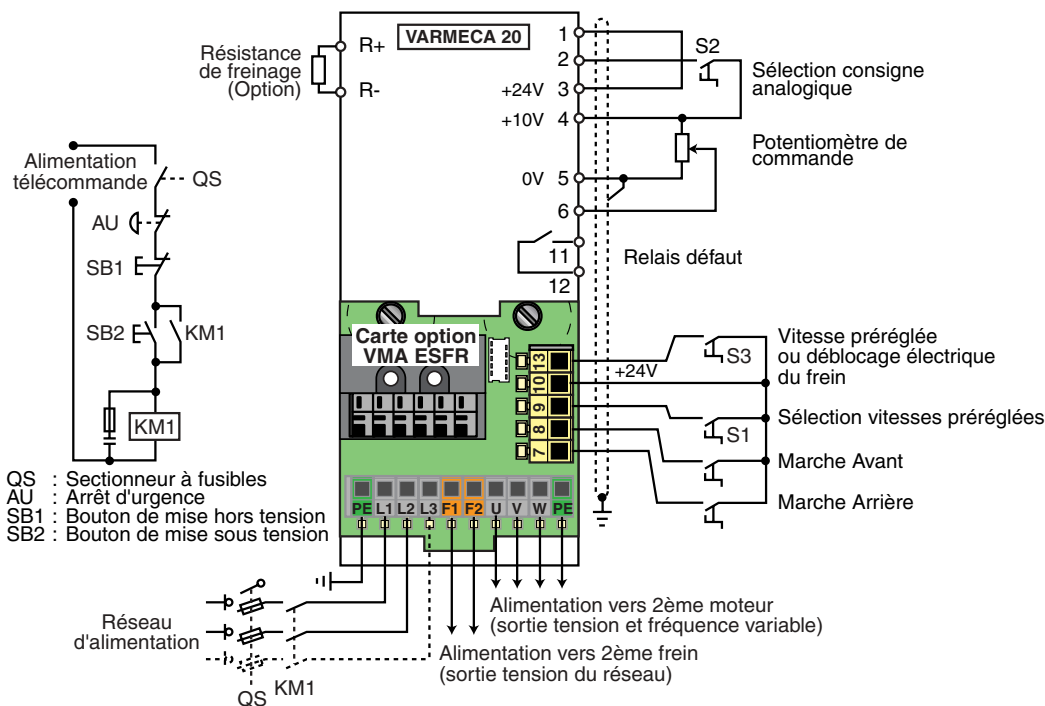 VARMECA 20
Résistance
de freinage
(Option)
R+
R-
1
2
+24V 3
+10V 4
0V 5
6
11
12
S2
Sélection consigne
analogique
Potentiomètre de
commande
Relais défaut
Alimentation
télécommande
QS
AU
SB1
SB2
KM1
KM1
QS : Sectionneur à fusibles
AU : Arrêt d'urgence
SB1 : Bouton de mise hors tension
SB2 : Bouton de mise sous tension
Carte option
VMA ESFR
13
10
9
8
7
+24V
S3
Vitesse préréglée
ou déblocage électrique
du frein
S1
Sélection vitesses préréglées
Marche Avant
Marche Arrière
PE L1 L2 L3 F1 F2 U V W PE
Réseau
d'alimentation
QS
KM1
Alimentation vers 2ème moteur
(sortie tension et fréquence variable)
Alimentation vers 2ème frein
(sortie tension du réseau)